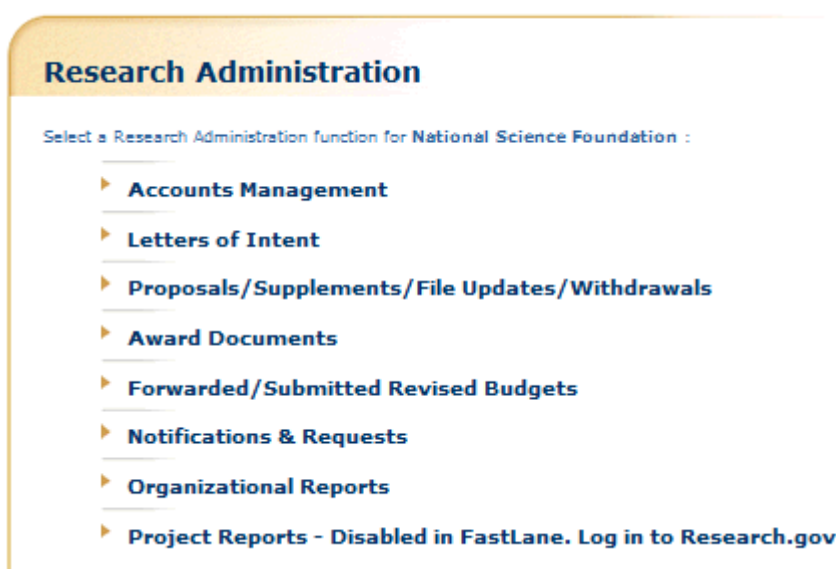 Research Administration
Select a Research Administration function for National Science Foundation :
Accounts Management
Letters of Intent
Proposals/Supplements/File Updates/Withdrawals
Award Documents
Forwarded/Submitted Revised Budgets
Notifications & Requests
Organizational Reports
Project Reports - Disabled in FastLane. Log in to Research.gov